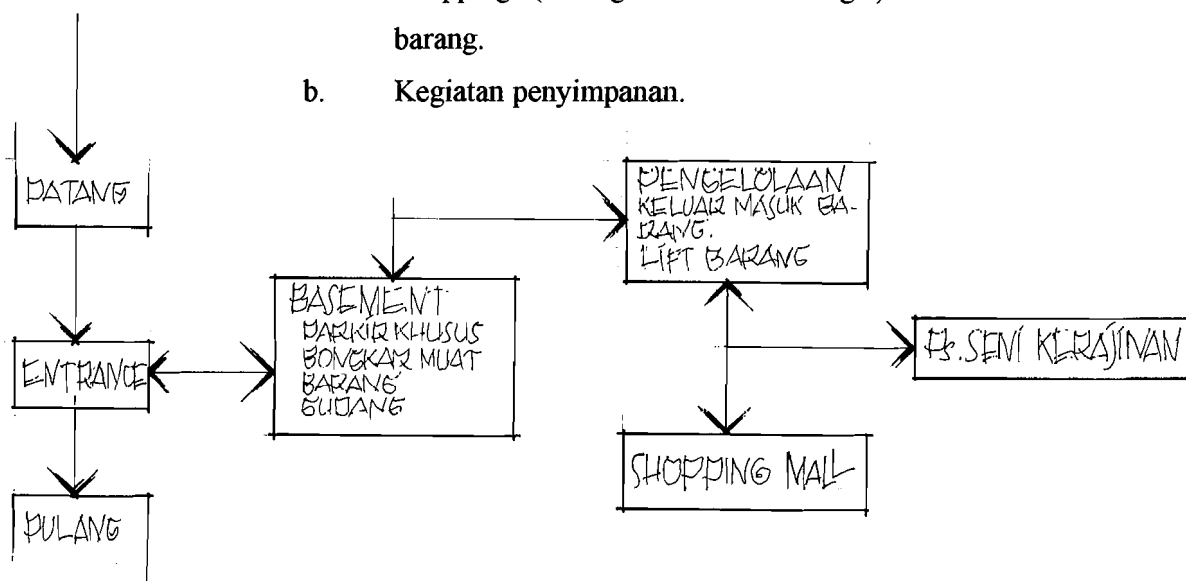 barang.
b. Kegiatan penyimpanan.
DATANG
ENTRANCE
PULANG
BASEMENT
PARKIR KHUSUS
BONGKAR MUAT
BARANG
GUDANG
PENGELOLAAN
KELUAR MASUK BA-
RANG.
LIFT BARANG
SHOPPING MALL
Ps. SENI KERAJINAN